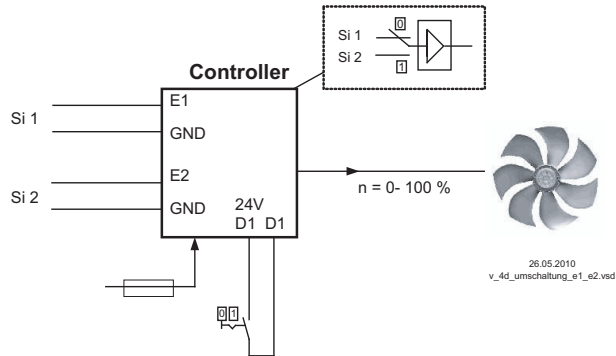 0
Si 1
Si 2
1
Controller
E1
Si 1
GND
E2
Si 2
GND
24V
D1 D1
n = 0- 100 %
0 1
26.05.2010
v_4d_umschaltung_e1_e2.vsd